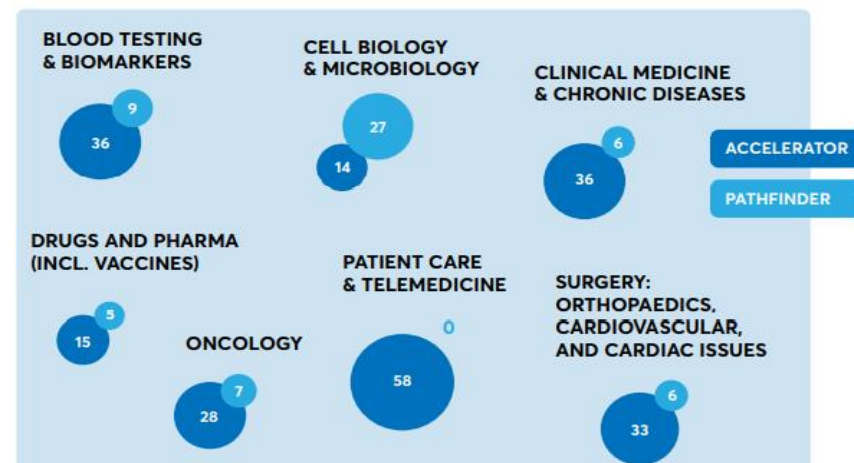 BLOOD TESTING
& BIOMARKERS
9
36
CELL BIOLOGY
& MICROBIOLOGY
27
14
CLINICAL MEDICINE
& CHRONIC DISEASES
6
36
ACCELERATOR
PATHFINDER
DRUGS AND PHARMA
(INCL. VACCINES)
5
15
ONCOLOGY
7
28
PATIENT CARE
& TELEMEDICINE
0
58
SURGERY:
ORTHOPAEDICS,
CARDIOVASCULAR,
AND CARDIAC ISSUES
6
33